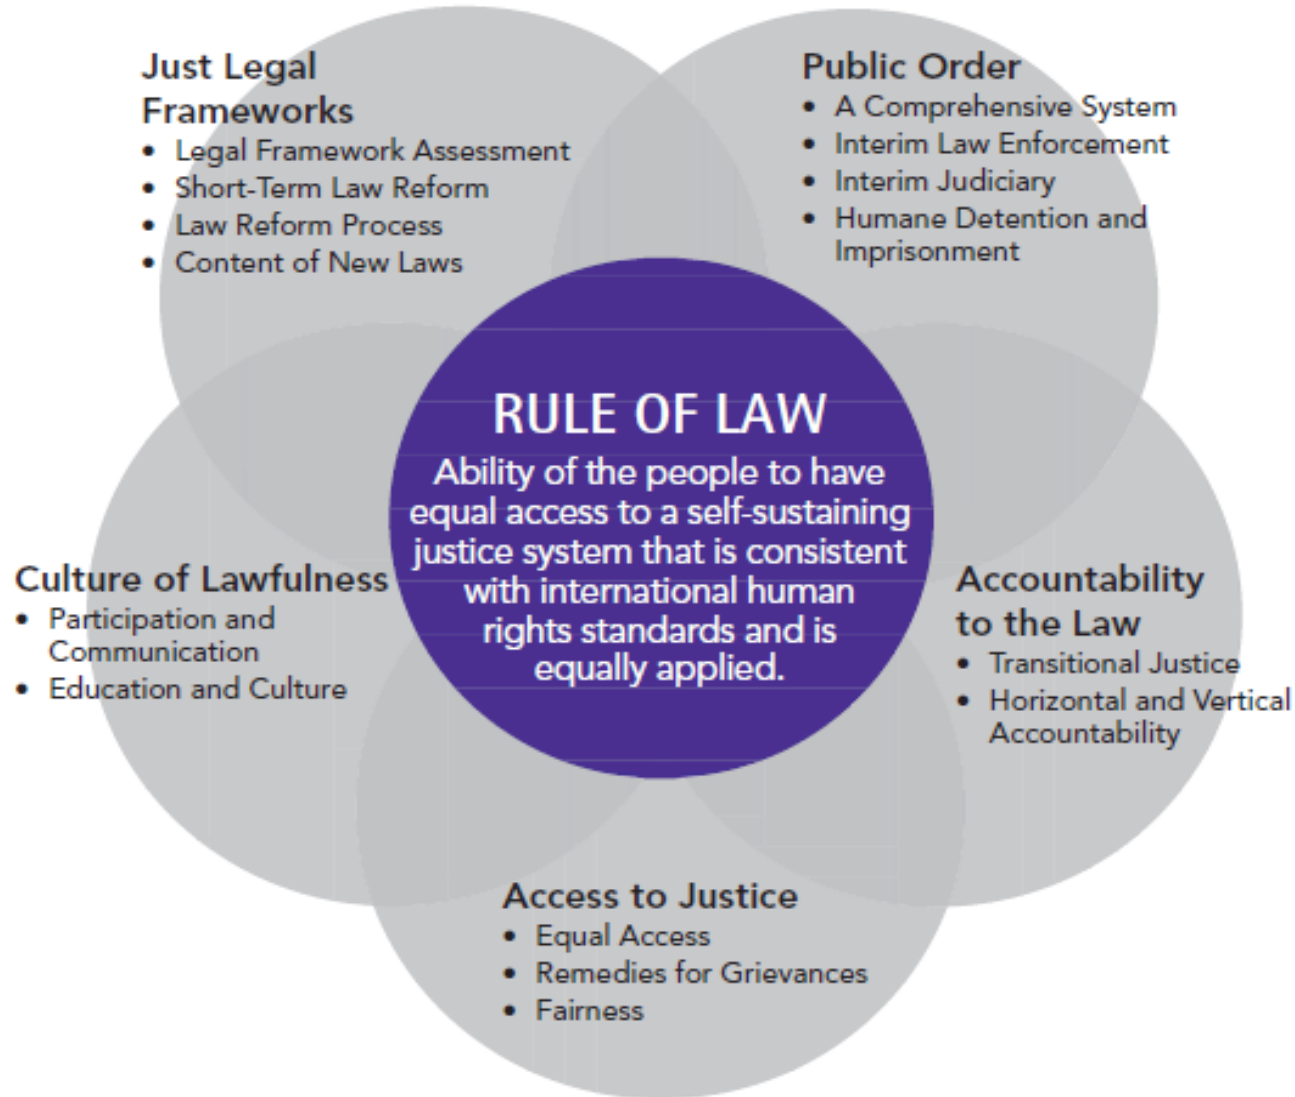 Just Legal
Frameworks
• Legal Framework Assessment
• Short-Term Law Reform
• Law Reform Process
• Content of New Laws
Public Order
• A Comprehensive System
• Interim Law Enforcement
• Interim Judiciary
• Humane Detention and
Imprisonment
RULE OF LAW
Ability of the people to have
equal access to a self-sustaining
justice system that is consistent
with international human
rights standards and is
equally applied.
Culture of Lawfulness
• Participation and
Communication
• Education and Culture
Accountability
to the Law
• Transitional Justice
• Horizontal and Vertical
Accountability
Access to Justice
• Equal Access
• Remedies for Grievances
• Fairness